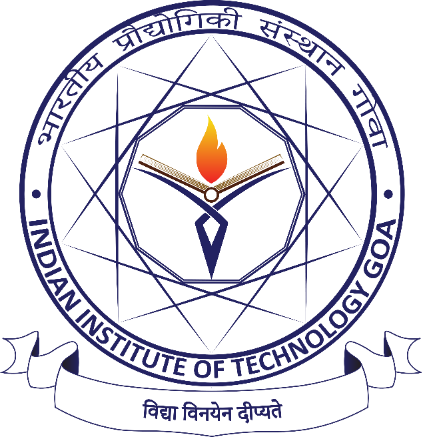 भारतीय प्रौद्योगिकी संस्थान गोवा
INDIAN INSTITUTE OF TECHNOLOGY GOA
विद्या विनयेन दीप्यते